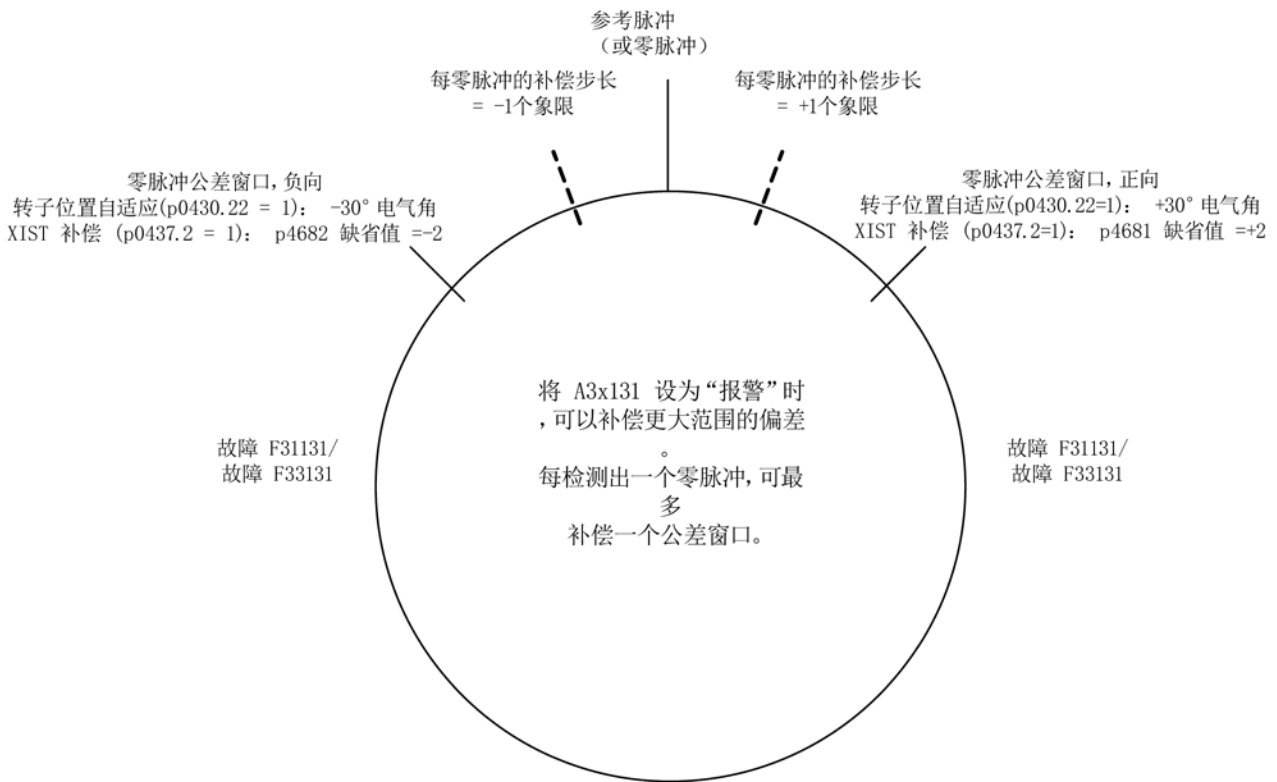 参考脉冲
（或零脉冲）
每零脉冲的补偿步长
= -1个象限
每零脉冲的补偿步长
= +1个象限
零脉冲公差窗口,负向
转子位置自适应(p0430.22 = 1): -30° 电气角
XIST 补偿 (p0437.2 = 1): p4682 缺省值 =-2
零脉冲公差窗口,正向
转子位置自适应(p0430.22=1): +30° 电气角
XIST 补偿 (p0437.2=1): p4681 缺省值 =+2
将 A3x131 设为“报警”时
,可以补偿更大范围的偏差
。
每检测出一个零脉冲,可最
多
补偿一个公差窗口。
故障 F31131/
故障 F33131
故障 F31131/
故障 F33131